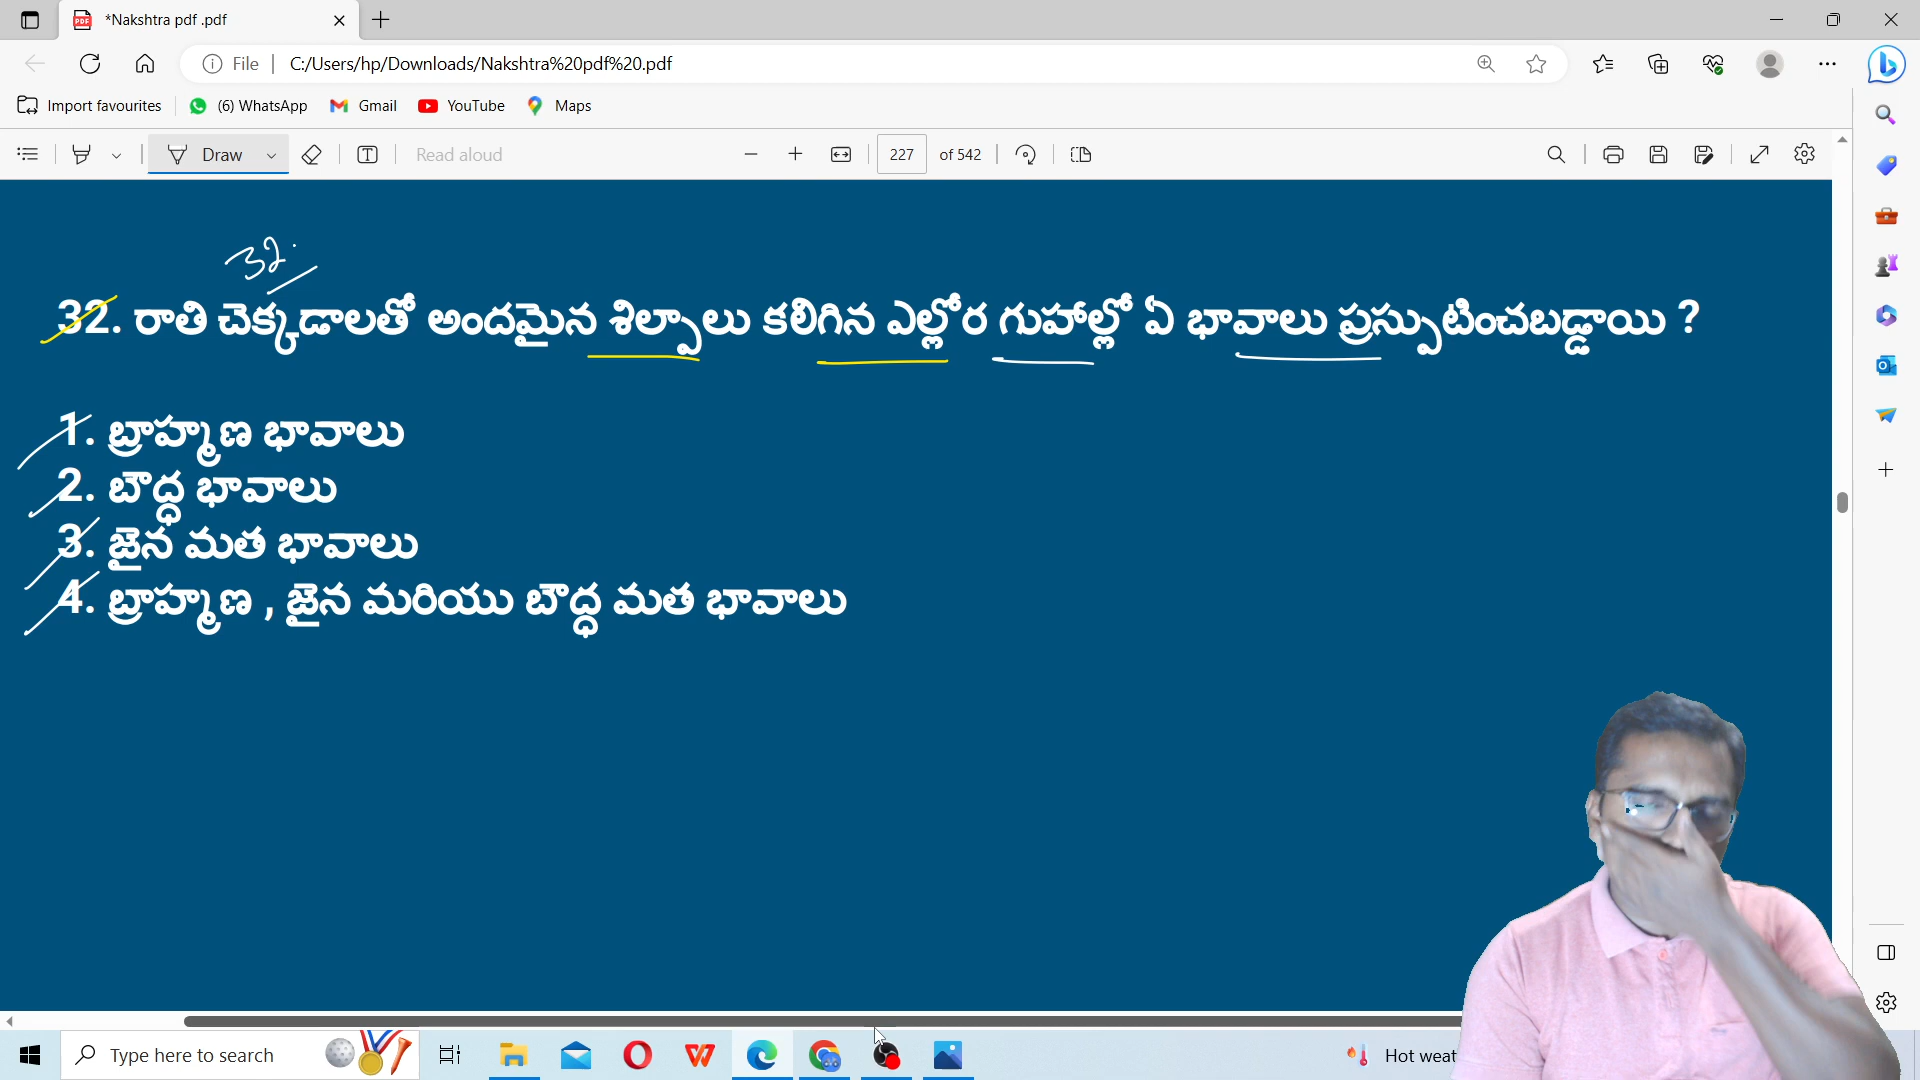 *Nakshtra pdf .pdf
File
C:/Users/hp/Downloads/Nakshtra%20pdf%20.pdf
Import favourites
(6) WhatsApp
Gmail
YouTube
Maps
Draw
Read aloud
227 of 542
32.
32. రాతి చెక్కడాలతో అందమైన శిల్పాలు కలిగిన ఎల్లోర గుహల్లో ఏ భావాలు ప్రస్పుటించబడ్డాయి ?
1. బ్రాహ్మణ భావాలు
2. బౌద్ధ భావాలు
3. జైన మత భావాలు
4. బ్రాహ్మణ , జైన మరియు బౌద్ధ మత భావాలు
Type here to search
Hot weat